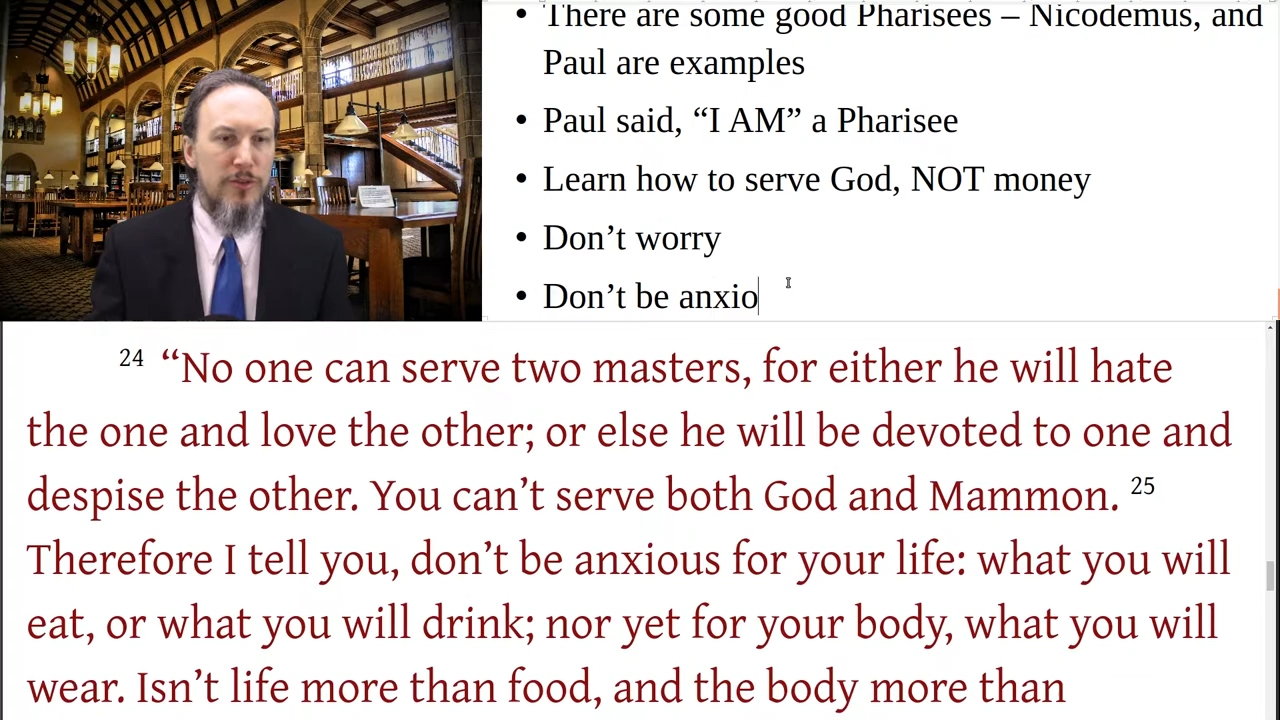 • There are some good Pharisees – Nicodemus, and
Paul are examples
• Paul said, “I AM” a Pharisee
• Learn how to serve God, NOT money
• Don’t worry
• Don’t be anxio
24 “No one can serve two masters, for either he will hate
the one and love the other; or else he will be devoted to one and
despise the other. You can’t serve both God and Mammon. 25
Therefore I tell you, don’t be anxious for your life: what you will
eat, or what you will drink; nor yet for your body, what you will
wear. Isn’t life more than food, and the body more than